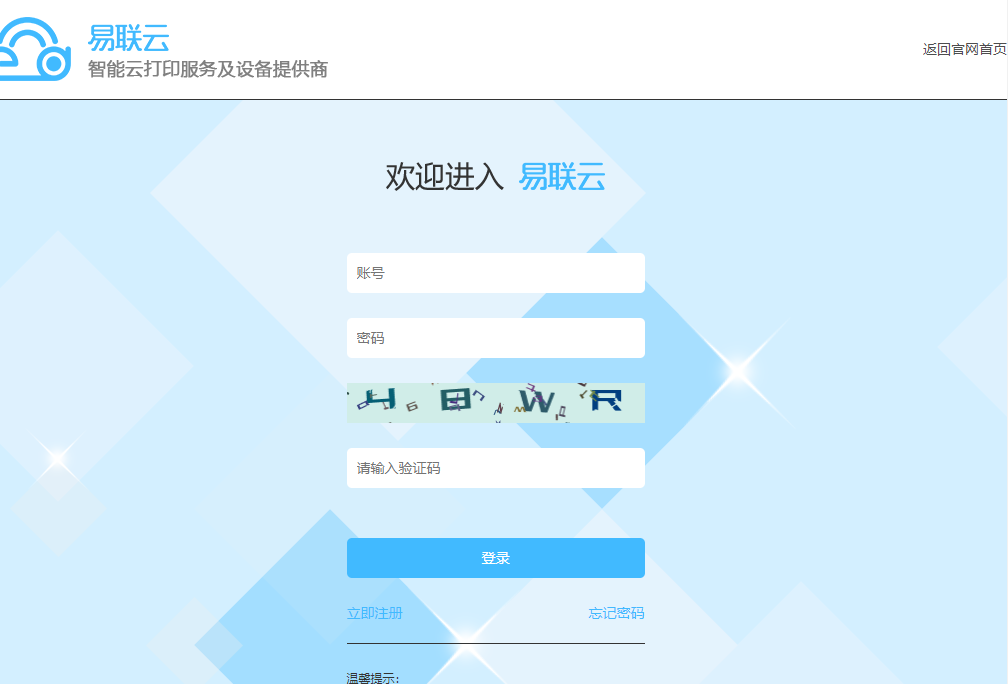 易联云
智能云打印服务及设备提供商
返回官网首页
欢迎进入 易联云
账号
密码
H8WR
请输入验证码
登录
立即注册 忘记密码
温馨提示：